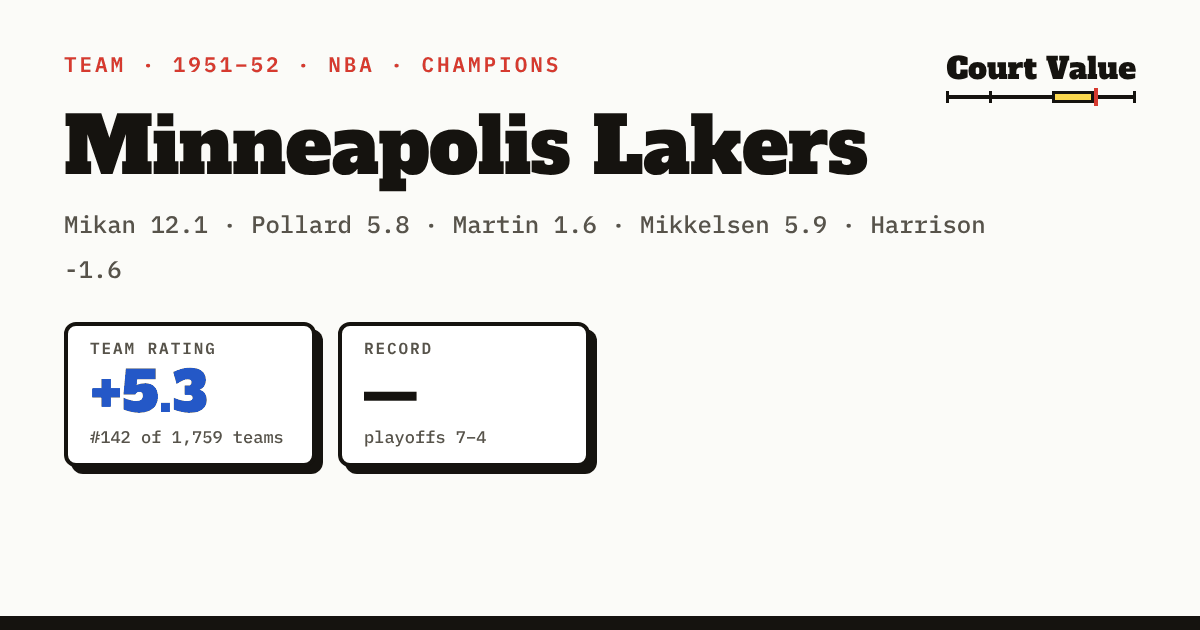 TEAM · 1951–52 · NBA · CHAMPIONS
Court Value
Minneapolis Lakers
Mikan 12.1 · Pollard 5.8 · Martin 1.6 · Mikkelsen 5.9 · Harrison
-1.6
TEAM RATING
+5.3
#142 of 1,759 teams
RECORD
—
playoffs 7–4